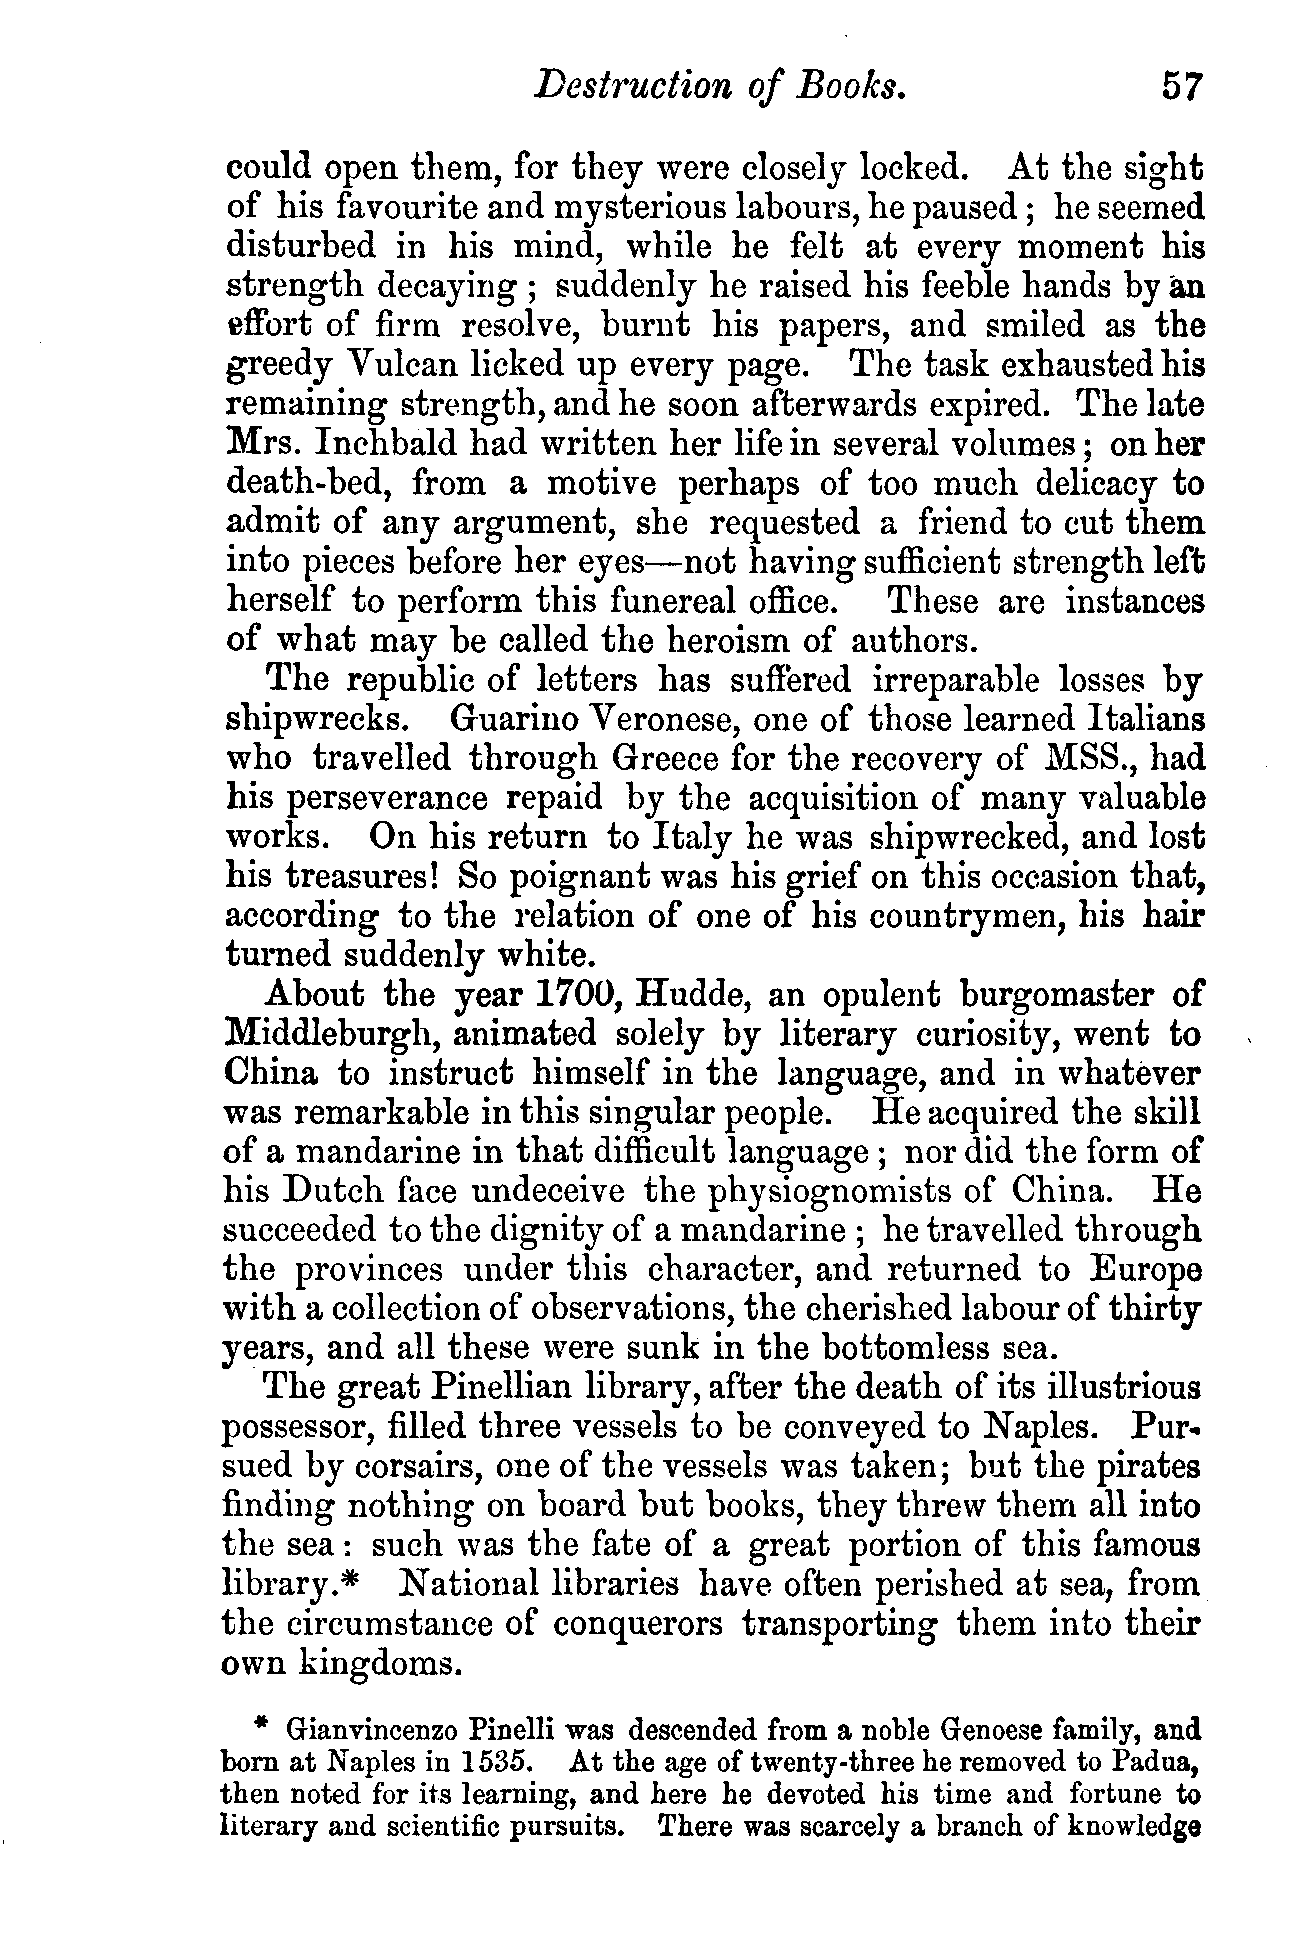 Destruction of Books. 57
could open them, for they were closely locked. At the sight
of his favourite and mysterious labours, he paused ; he seemed
disturbed in his mind, while he felt at every moment his
strength decaying ; suddenly he raised his feeble hands by an
effort of firm resolve, burnt his papers, and smiled as the
greedy Vulcan licked up every page. The task exhausted his
remaining strength, and he soon afterwards expired. The late
Mrs. Inchbald had written her life in several volumes ; on her
death-bed, from a motive perhaps of too much delicacy to
admit of any argument, she requested a friend to cut them
into pieces before her eyes—not having sufficient strength left
herself to perform this funereal office. These are instances
of what may be called the heroism of authors.
The republic of letters has suffered irreparable losses by
shipwrecks. Guarino Veronese, one of those learned Italians
who travelled through Greece for the recovery of MSS., had
his perseverance repaid by the acquisition of many valuable
works. On his return to Italy he was shipwrecked, and lost
his treasures! So poignant was his grief on this occasion that,
according to the relation of one of his countrymen, his hair
turned suddenly white.
About the year 1700, Hudde, an opulent burgomaster of
Middleburgh, animated solely by literary curiosity, went to
China to instruct himself in the language, and in whatever
was remarkable in this singular people. He acquired the skill
of a mandarine in that difficult language ; nor did the form of
his Dutch face undeceive the physiognomists of China. He
succeeded to the dignity of a mandarine ; he travelled through
the provinces under this character, and returned to Europe
with a collection of observations, the cherished labour of thirty
years, and all these were sunk in the bottomless sea.
The great Pinellian library, after the death of its illustrious
possessor, filled three vessels to be conveyed to Naples. Pur-
sued by corsairs, one of the vessels was taken; but the pirates
finding nothing on board but books, they threw them all into
the sea : such was the fate of a great portion of this famous
library.* National libraries have often perished at sea, from
the circumstance of conquerors transporting them into their
own kingdoms.
* Gianvincenzo Pinelli was descended from a noble Genoese family, and
born at Naples in 1535. At the age of twenty-three he removed to Padua,
then noted for its learning, and here he devoted his time and fortune to
literary and scientific pursuits. There was scarcely a branch of knowledge